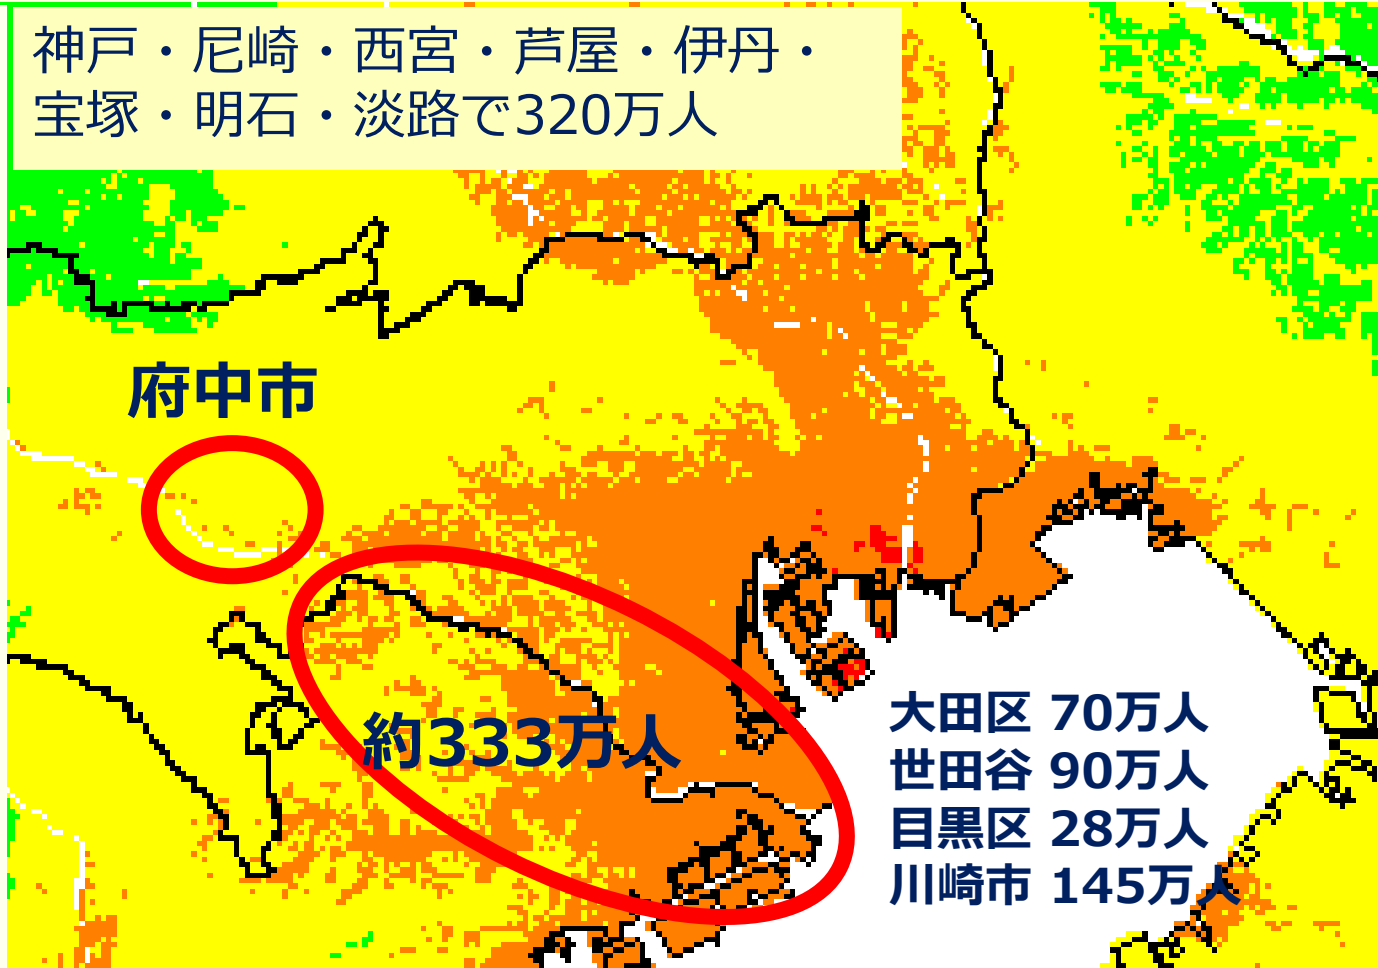 神戸・尼崎・西宮・芦屋・伊丹・
宝塚・明石・淡路で320万人
府中市
約333万人
大田区 70万人
世田谷 90万人
目黒区 28万人
川崎市 145万人